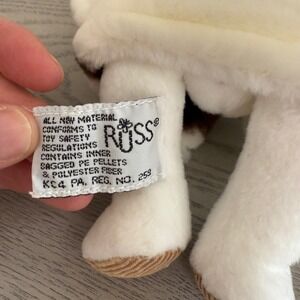 ALL NEW MATERIAL
CONFORMS TO
TOY SAFETY
REGULATIONS
CONTAINS INNER
BAGGED PE PELLETS
& POLYESTER FIBER
KC4 PA, REG. NO. 258
RUSS®